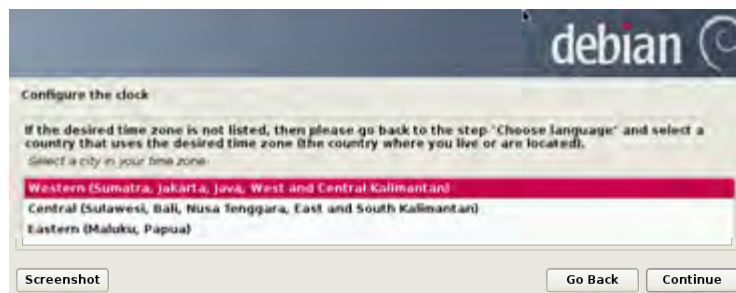 debian
Configure the clock
If the desired time zone is not listed, then please go back to the step "Choose language" and select a
country that uses the desired time zone (the country where you live or are located).
Select a city in your time zone:
Western (Sumatra, Jakarta, Java, West and Central Kalimantan)
Central (Sulawesi, Bali, Nusa Tenggara, East and South Kalimantan)
Eastern (Maluku, Papua)
Screenshot
Go Back
Continue